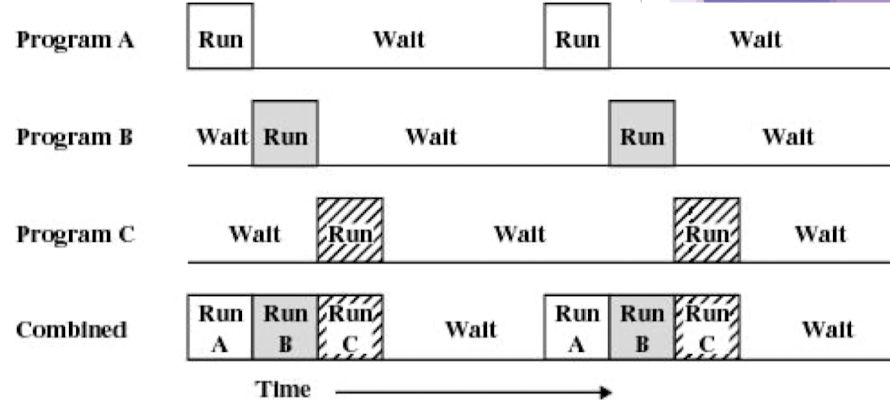 Program A Run Wait Run Wait
Program B Wait Run Wait Run Wait
Program C Wait Run Wait Run Wait
Combined Run A Run B Run C Wait Run A Run B Run C Wait
Time